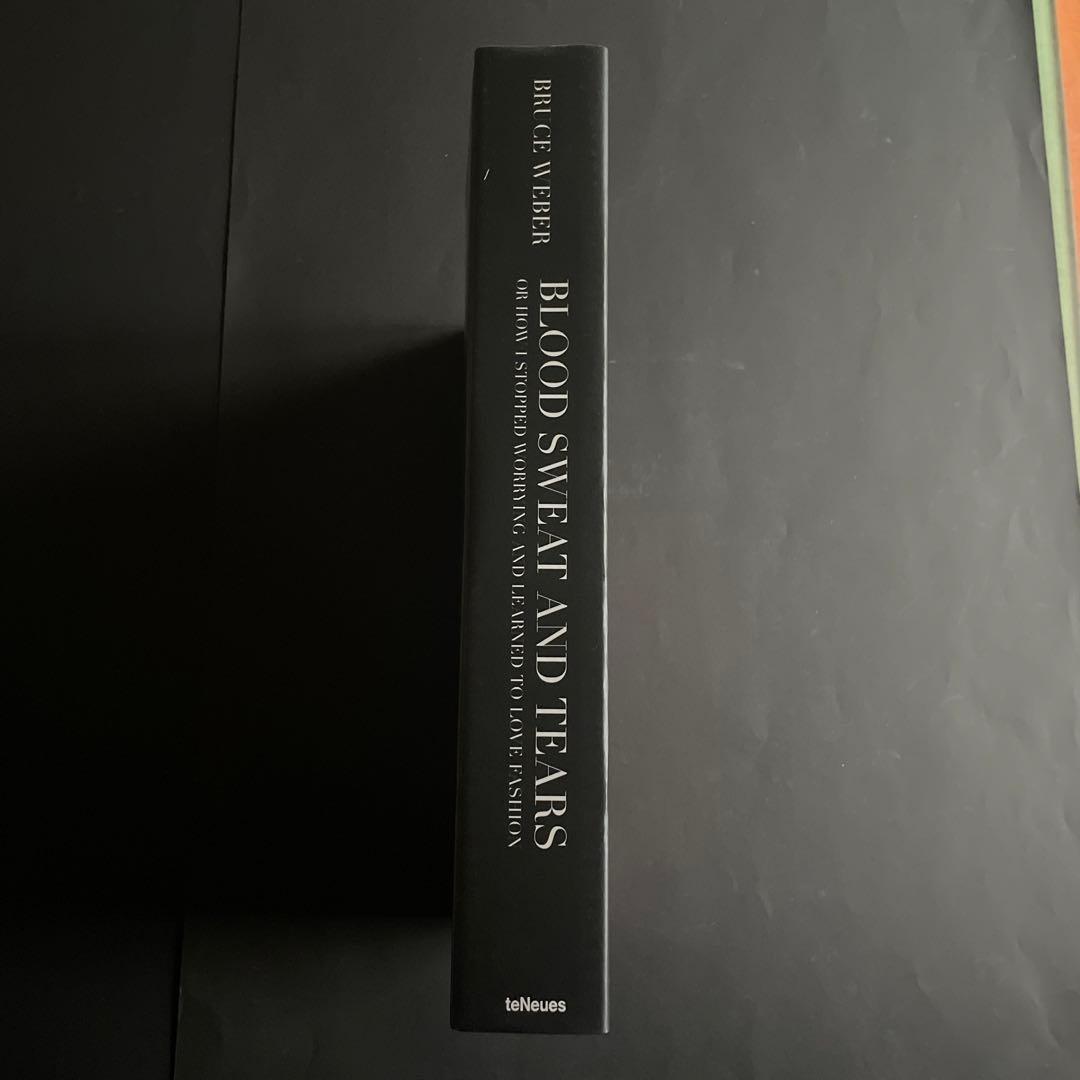 BRUCE WEBER
BLOOD SWEAT AND TEARS
OR HOW I STOPPED WORRYING AND LEARNED TO LOVE FASHION
teNeues